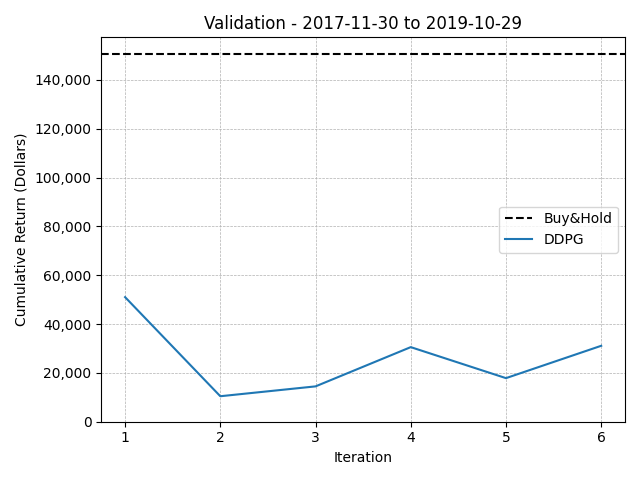 Validation - 2017-11-30 to 2019-10-29
Cumulative Return (Dollars)
140,000
120,000
100,000
80,000
60,000
40,000
20,000
0
Buy&Hold
DDPG
1 2 3 4 5 6
Iteration